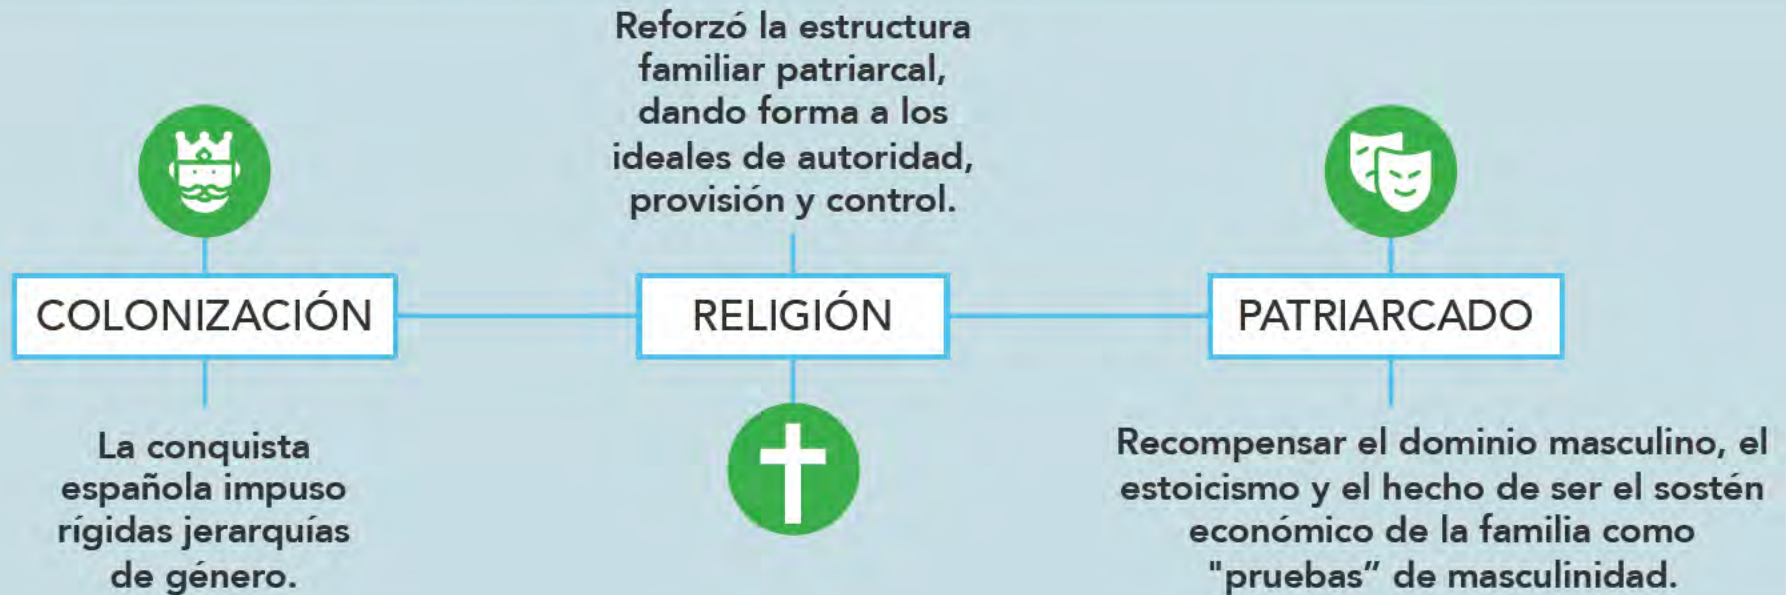 COLONIZACIÓN
La conquista
española impuso
rígidas jerarquías
de género.
Reforzó la estructura
familiar patriarcal,
dando forma a los
ideales de autoridad,
provisión y control.
RELIGIÓN
PATRIARCADO
Recompensar el dominio masculino, el
estoicismo y el hecho de ser el sostén
económico de la familia como
"pruebas” de masculinidad.